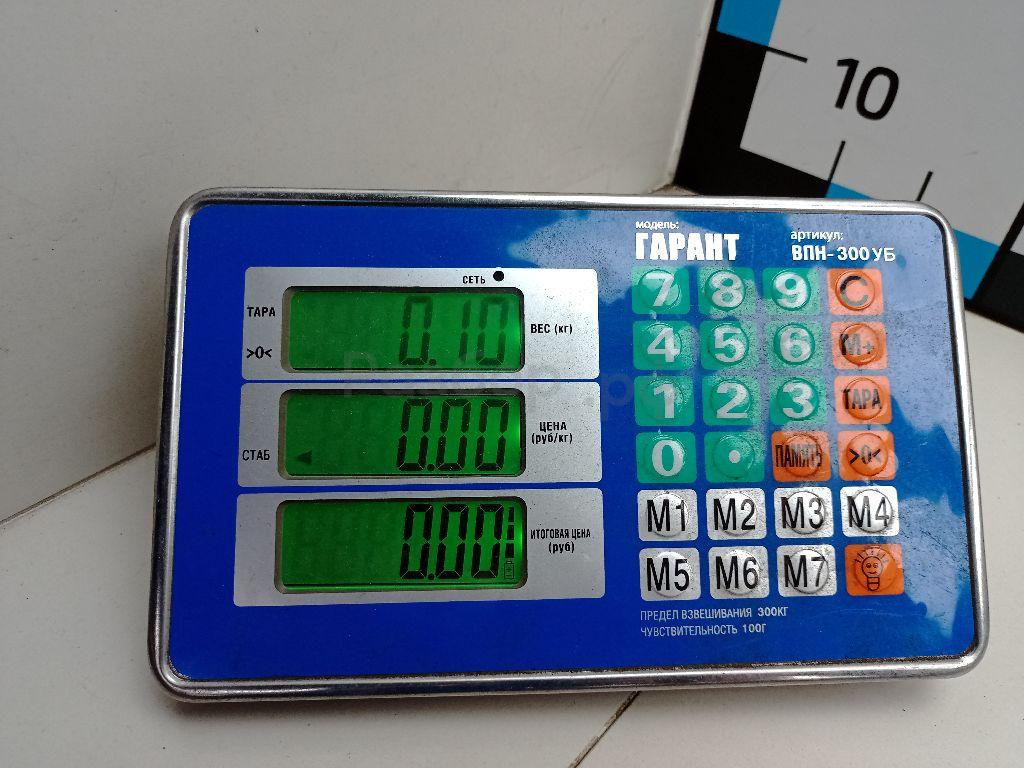 10
модель:
ГАРАНТ
артикул:
ВПН-300УБ
СЕТЬ
ТАРА
>0<
0.10
ВЕС (кг)
СТАБ
0.00
ЦЕНА
(руб/кг)
0.00
ИТОГОВАЯ ЦЕНА
(руб)
7 8 9 C
4 5 6 M+
1 2 3 ТАРА
0 . ПАМЯТЬ >0<
M1 M2 M3 M4
M5 M6 M7
ПРЕДЕЛ ВЗВЕШИВАНИЯ 300КГ
ЧУВСТВИТЕЛЬНОСТЬ 100Г